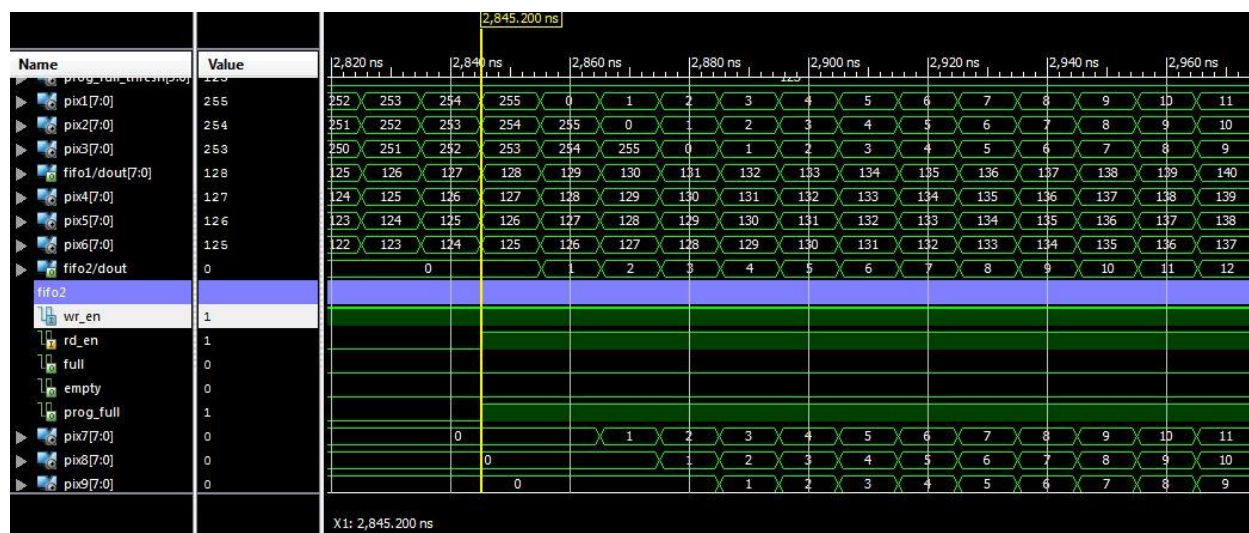 2,845.200 ns
Name Value 2,820 ns 2,840 ns 2,860 ns 2,880 ns 2,900 ns 2,920 ns 2,940 ns 2,960 ns
pix1[7:0] 255 252 253 254 255 0 1 2 3 4 5 6 7 8 9 10 11
pix2[7:0] 254 251 252 253 254 255 0 1 2 3 4 5 6 7 8 9 10
pix3[7:0] 253 250 251 252 253 254 255 0 1 2 3 4 5 6 7 8 9
fifo1/dout[7:0] 128 125 126 127 128 129 130 131 132 133 134 135 136 137 138 139 140
pix4[7:0] 127 124 125 126 127 128 129 130 131 132 133 134 135 136 137 138 139
pix5[7:0] 126 123 124 125 126 127 128 129 130 131 132 133 134 135 136 137 138
pix6[7:0] 125 122 123 124 125 126 127 128 129 130 131 132 133 134 135 136 137
fifo2/dout 0 0 1 2 3 4 5 6 7 8 9 10 11 12
fifo2
wr_en 1
rd_en 1
full 0
empty 0
prog_full 1
pix7[7:0] 0 0 1 2 3 4 5 6 7 8 9 10 11
pix8[7:0] 0 0 1 2 3 4 5 6 7 8 9 10
pix9[7:0] 0 0 1 2 3 4 5 6 7 8 9
X1: 2,845.200 ns